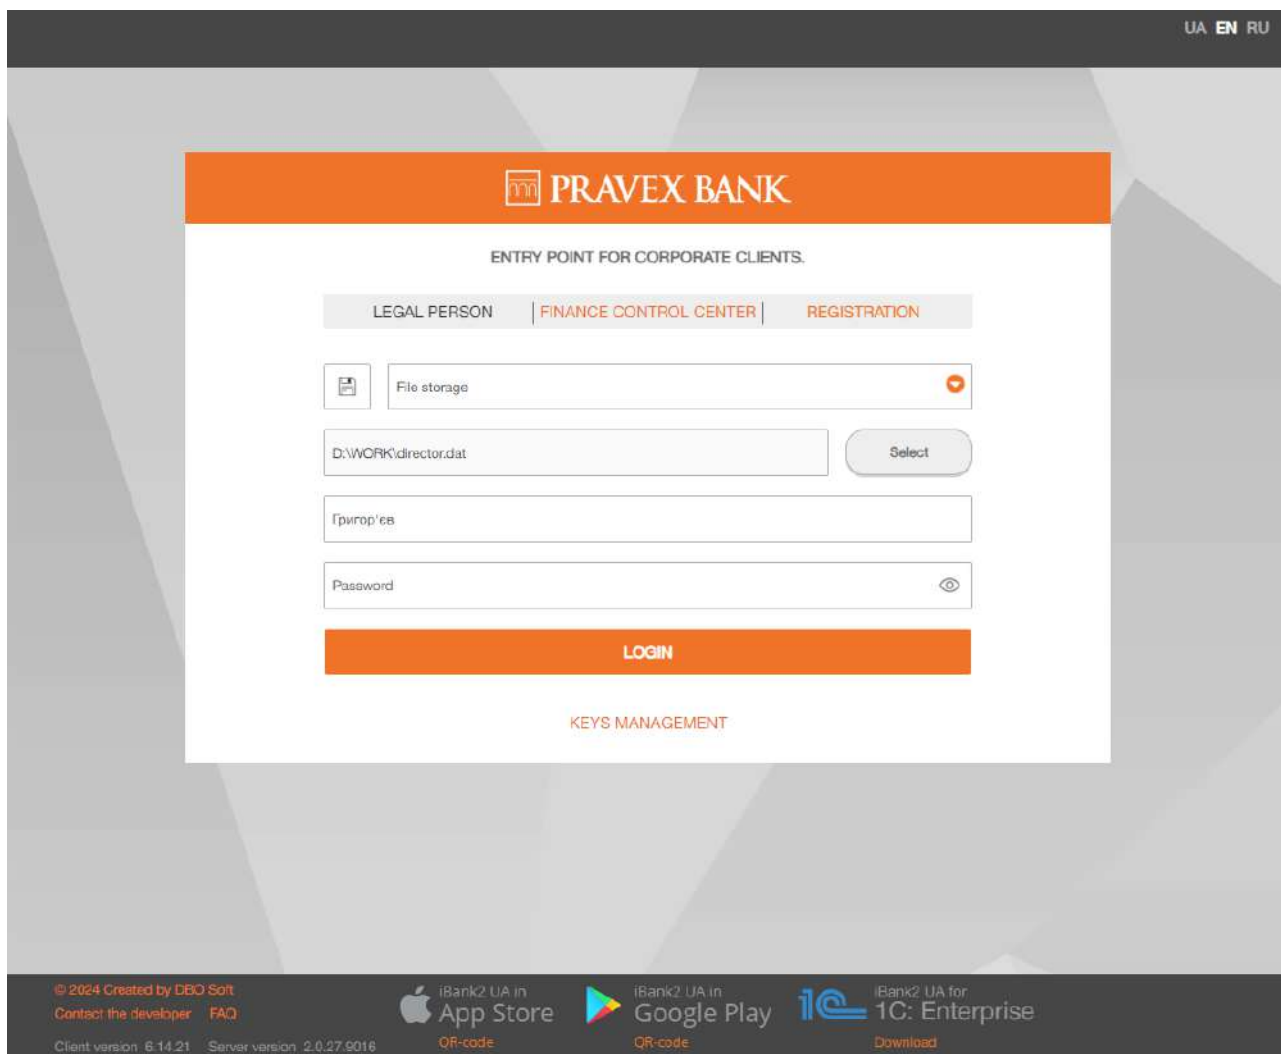 UA EN RU
PRAVEX BANK
ENTRY POINT FOR CORPORATE CLIENTS.
LEGAL PERSON | FINANCE CONTROL CENTER | REGISTRATION
File storage
D:\WORK\director.dat Select
Григор'єв
Password
LOGIN
KEYS MANAGEMENT
© 2024 Created by DBO Soft
Contact the developer FAQ
Client version 6.14.21 Server version 2.0.27.9016
iBank2 UA in
App Store
QR-code
iBank2 UA in
Google Play
QR-code
1C
iBank2 UA for
1C: Enterprise
Download